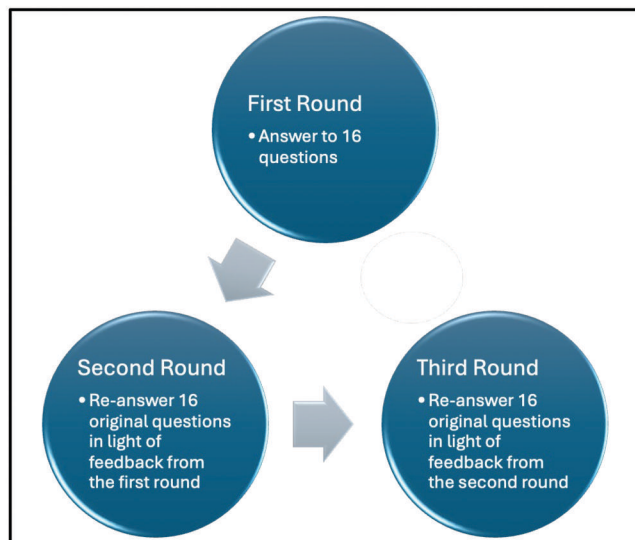 First Round
• Answer to 16
questions
Second Round
• Re-answer 16
original questions
in light of
feedback from
the first round
Third Round
• Re-answer 16
original questions
in light of
feedback from
the second round